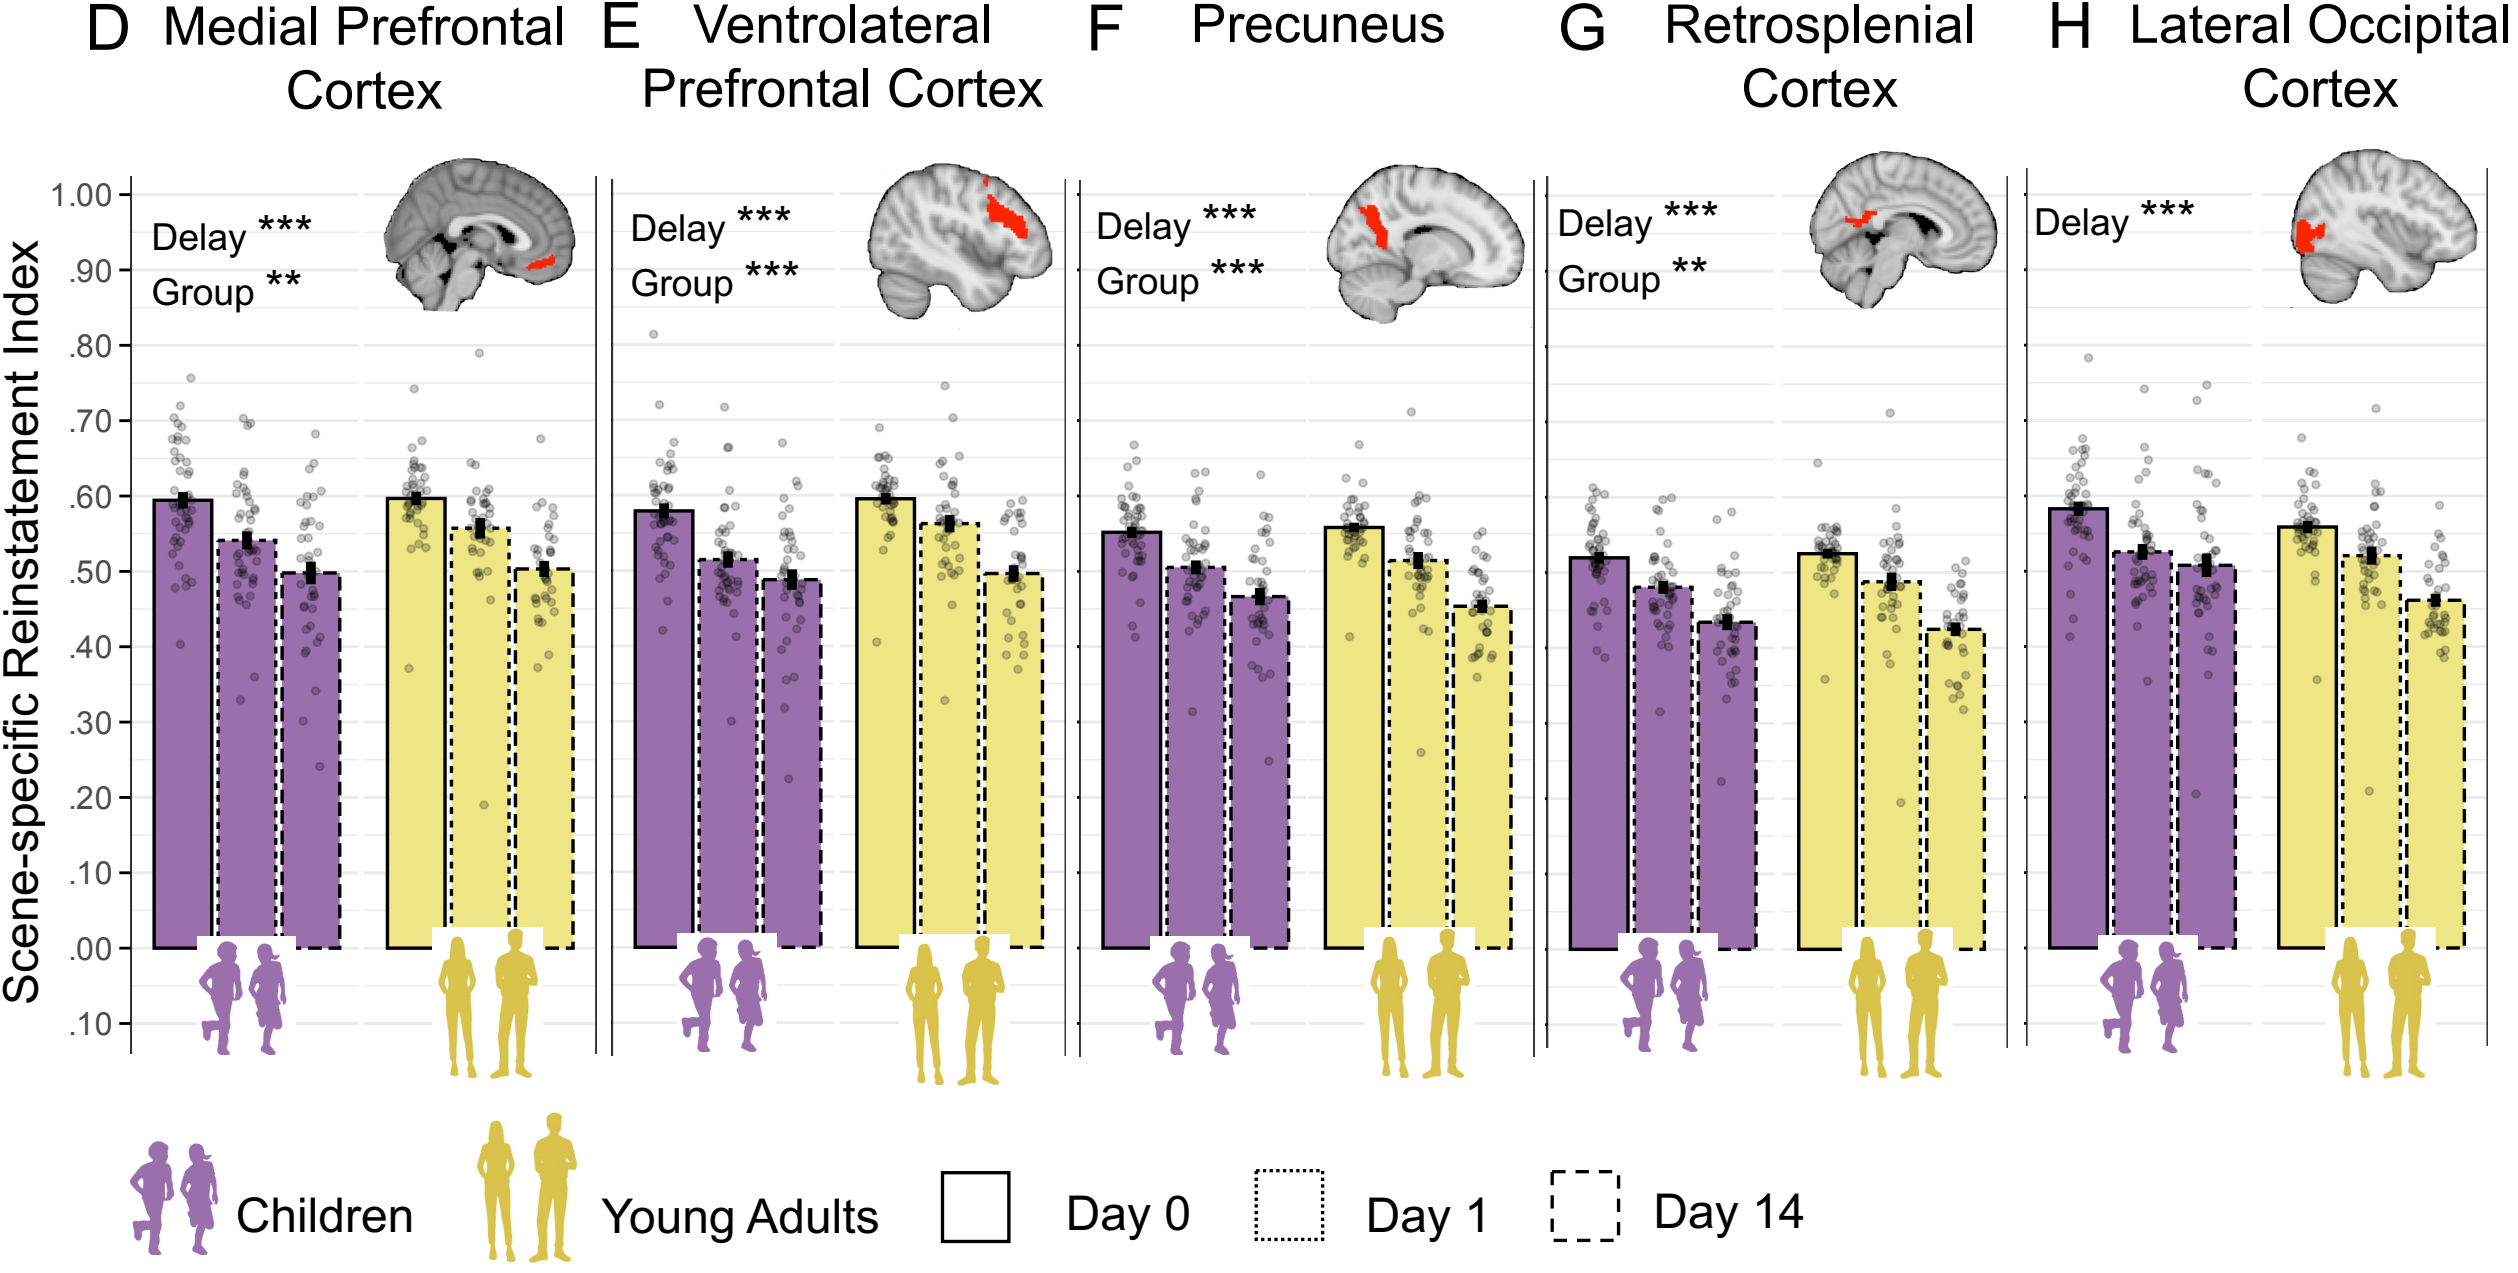 D Medial Prefrontal
Cortex
E Ventrolateral
Prefrontal Cortex
F Precuneus
G Retrosplenial
Cortex
H Lateral Occipital
Cortex
Scene-specific Reinstatement Index
1.00
.90
.80
.70
.60
.50
.40
.30
.20
.10
.00
.10
Delay ***
Group **
Delay ***
Group ***
Delay ***
Group ***
Delay ***
Group **
Delay ***
Children
Young Adults
Day 0
Day 1
Day 14